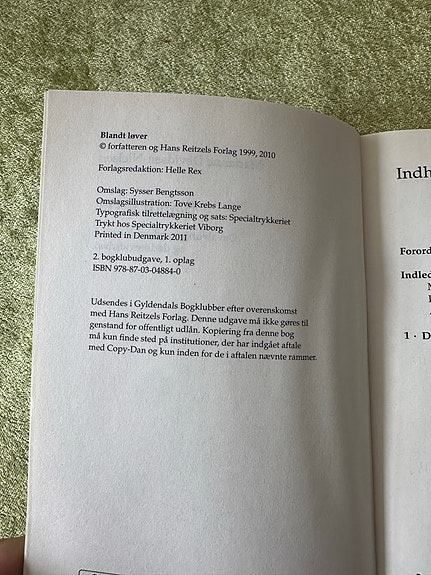 Blandt løver
© forfatteren og Hans Reitzels Forlag 1999, 2010
Forlagsredaktion: Helle Rex
Omslag: Sysser Bengtsson
Omslagsillustration: Tove Krebs Lange
Typografisk tilrettelægning og sats: Specialtrykkeriet
Trykt hos Specialtrykkeriet Viborg
Printed in Denmark 2011
2. bogklubudgave, 1. oplag
ISBN 978-87-03-04884-0
Udsendes i Gyldendals Bogklubber efter overenskomst
med Hans Reitzels Forlag. Denne udgave må ikke gøres til
genstand for offentligt udlån. Kopiering fra denne bog
må kun finde sted på institutioner, der har indgået aftale
med Copy-Dan og kun inden for de i aftalen nævnte rammer.
Indh
Forord
Indled
1 · D